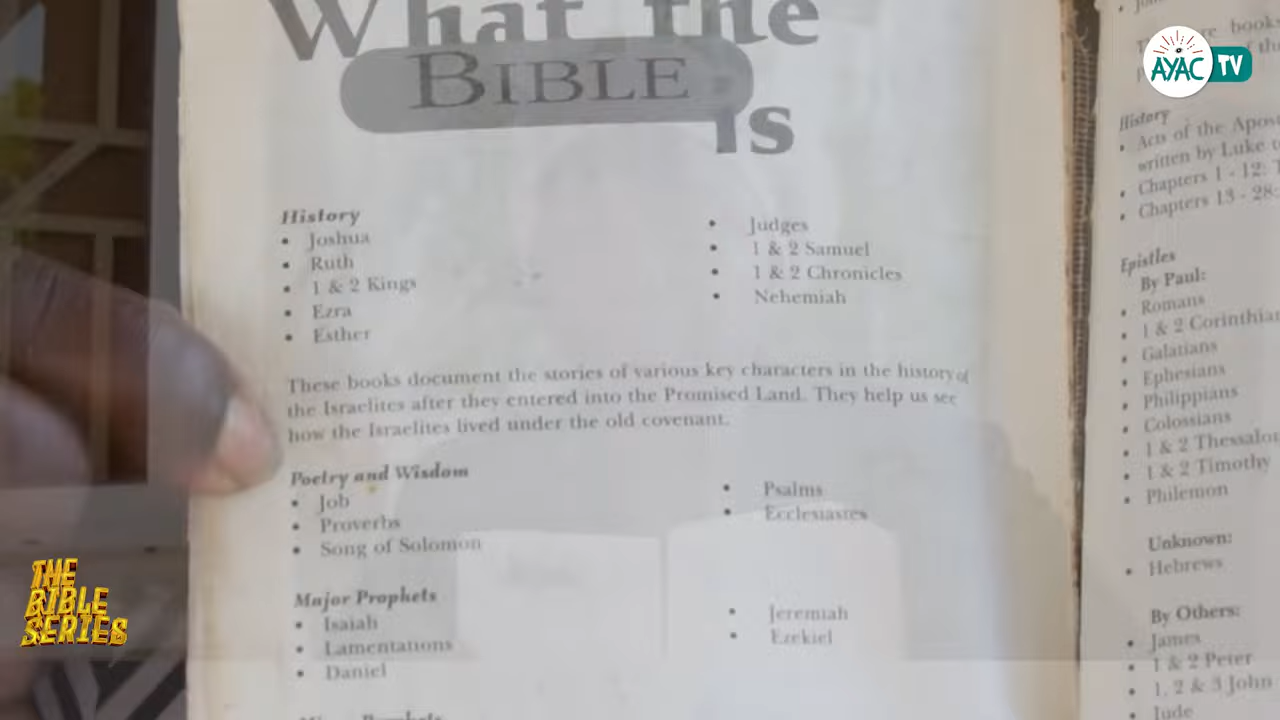 What the
BIBLE
is
AYAC TV
History
• Joshua
• Ruth
• 1 & 2 Kings
• Ezra
• Esther
• Judges
• 1 & 2 Samuel
• 1 & 2 Chronicles
• Nehemiah
These books document the stories of various key characters in the history of
the Israelites after they entered into the Promised Land. They help us see
how the Israelites lived under the old covenant.
Poetry and Wisdom
• Job
• Proverbs
• Song of Solomon
• Psalms
• Ecclesiastes
Major Prophets
• Isaiah
• Lamentations
• Daniel
• Jeremiah
• Ezekiel
Prophets
books
History
• Acts of the Apost
written by Luke
• Chapters 1 - 12:
• Chapters 13 - 28:
Epistles
By Paul:
• Romans
• 1 & 2 Corinthian
• Galatians
• Ephesians
• Philippians
• Colossians
• 1 & 2 Thessalo
• 1 & 2 Timothy
• Philemon
Unknown:
• Hebrews
By Others:
• James
• 1 & 2 Peter
• 1, 2 & 3 John
• Jude
THE
BIBLE
SERIES